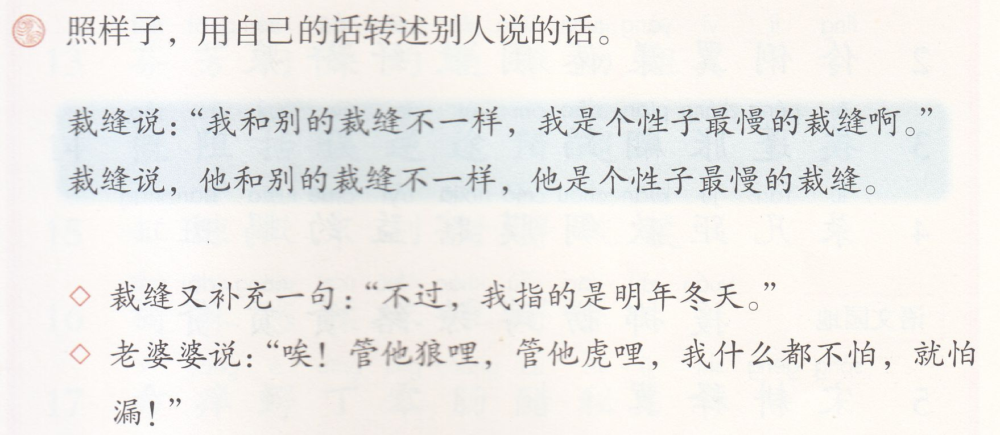 照样子，用自己的话转述别人说的话。
裁缝说：“我和别的裁缝不一样，我是个性子最慢的裁缝啊。”
裁缝说，他和别的裁缝不一样，他是个性子最慢的裁缝。
◇ 裁缝又补充一句：“不过，我指的是明年冬天。”
◇ 老婆婆说：“唉！管他狼哩，管他虎哩，我什么都不怕，就怕
漏！”